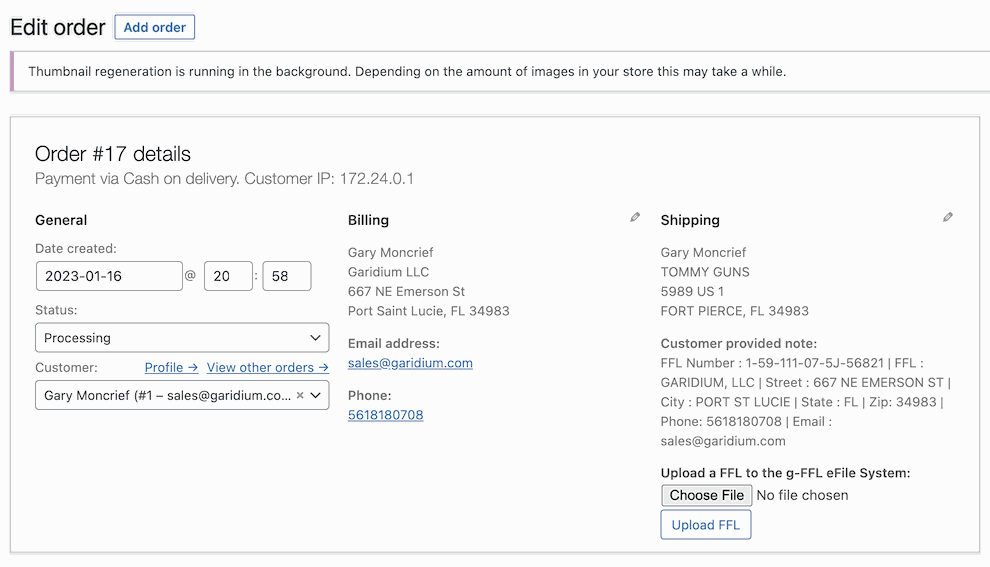 Edit order Add order
Thumbnail regeneration is running in the background. Depending on the amount of images in your store this may take a while.
Order #17 details
Payment via Cash on delivery. Customer IP: 172.24.0.1
General
Date created:
2023-01-16 @ 20 : 58
Status:
Processing
Customer: Profile → View other orders →
Gary Moncrief (#1 – sales@garidium.co... ×
Billing
Gary Moncrief
Garidium LLC
667 NE Emerson St
Port Saint Lucie, FL 34983
Email address:
sales@garidium.com
Phone:
5618180708
Shipping
Gary Moncrief
TOMMY GUNS
5989 US 1
FORT PIERCE, FL 34983
Customer provided note:
FFL Number : 1-59-111-07-5J-56821 | FFL :
GARIDIUM, LLC | Street : 667 NE EMERSON ST |
City : PORT ST LUCIE | State : FL | Zip: 34983 |
Phone: 5618180708 | Email :
sales@garidium.com
Upload a FFL to the g-FFL eFile System:
Choose File No file chosen
Upload FFL